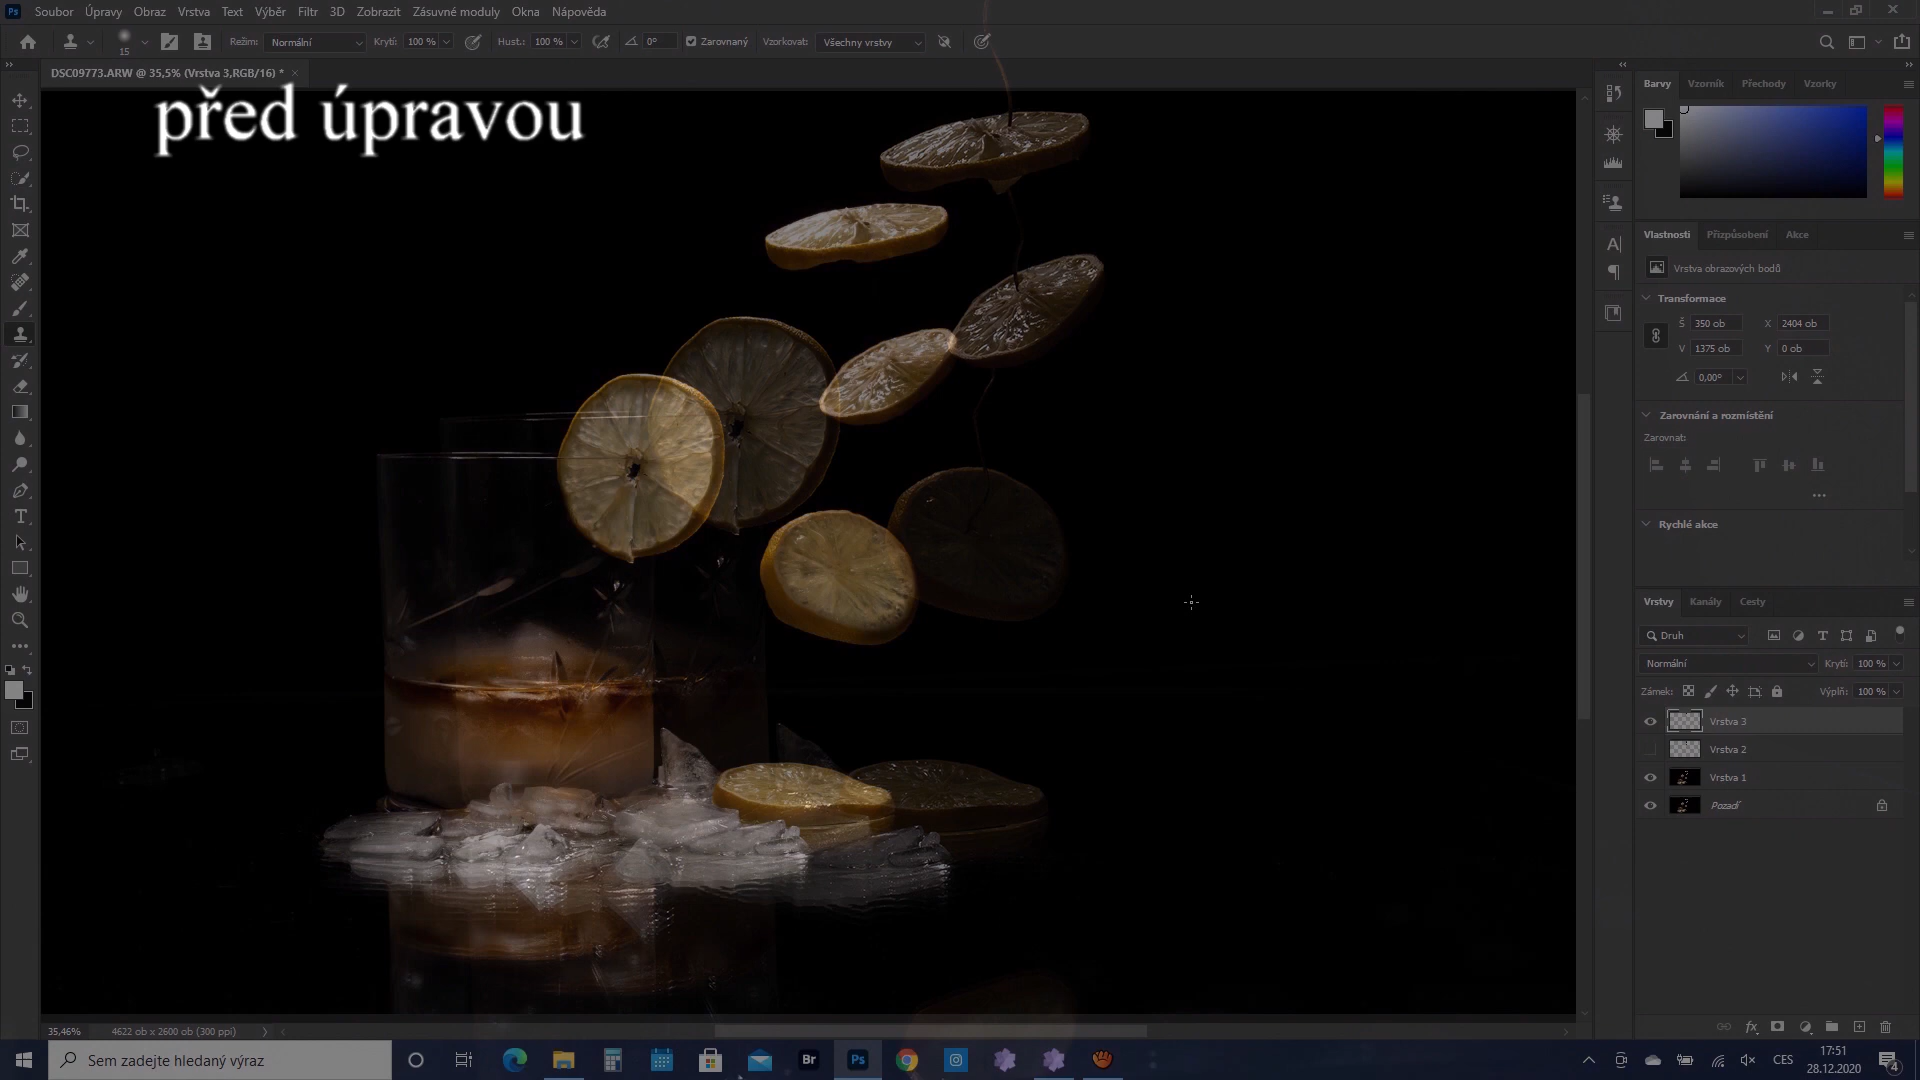 Soubor Úpravy Obraz Vrstva Text Výběr Filtr 3D Zobrazit Zásuvné moduly Okna Nápověda
15 Režim: Normální Krytí: 100 % Hust.: 100 % 0° Zarovnaný Vzorkovat: Všechny vrstvy
DSC09773.ARW @ 35,5% (Vrstva 3,RGB/16) *
před úpravou
Barvy Vzorník Přechody Vzorky
Vlastnosti Přizpůsobení Akce
Vrstva obrazových bodů
Transformace
Š 350 ob X 2404 ob
V 1375 ob Y 0 ob
0,00°
Zarovnání a rozmístění
Zarovnat:
Rychlé akce
Vrstvy Kanály Cesty
Druh
Normální Krytí: 100 %
Zámek: Výplň: 100 %
Vrstva 3
Vrstva 2
Vrstva 1
Pozadí
35,46% 4622 ob x 2600 ob (300 ppi)
Sem zadejte hledaný výraz
Br Ps
CES
17:51
28.12.2020
4